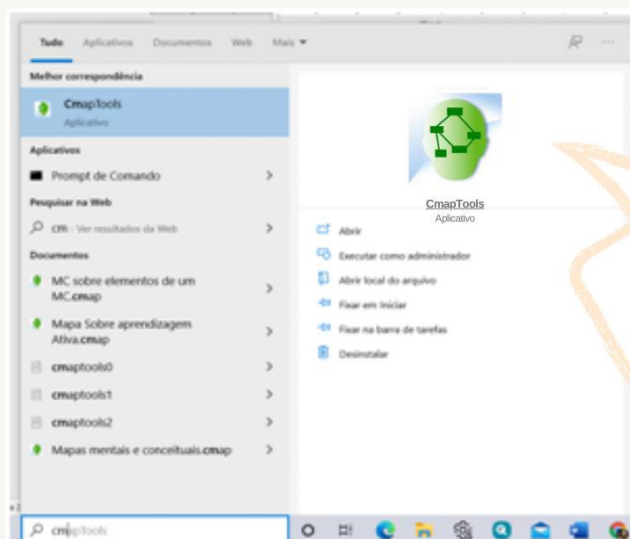 Tudo Aplicativos Documentos Web Mais
Melhor correspondência
CmapTools
Aplicativo
Aplicativos
Prompt de Comando
Pesquisar na Web
cm - Ver resultados da Web
Documentos
MC sobre elementos de um
MC.cmap
Mapa Sobre aprendizagem
Ativa.cmap
cmaptools0
cmaptools1
cmaptools2
Mapas mentais e conceituais.cmap
cmapTools
CmapTools
Aplicativo
Abrir
Executar como administrador
Abrir local do arquivo
Fixar em Iniciar
Fixar na barra de tarefas
Desinstalar